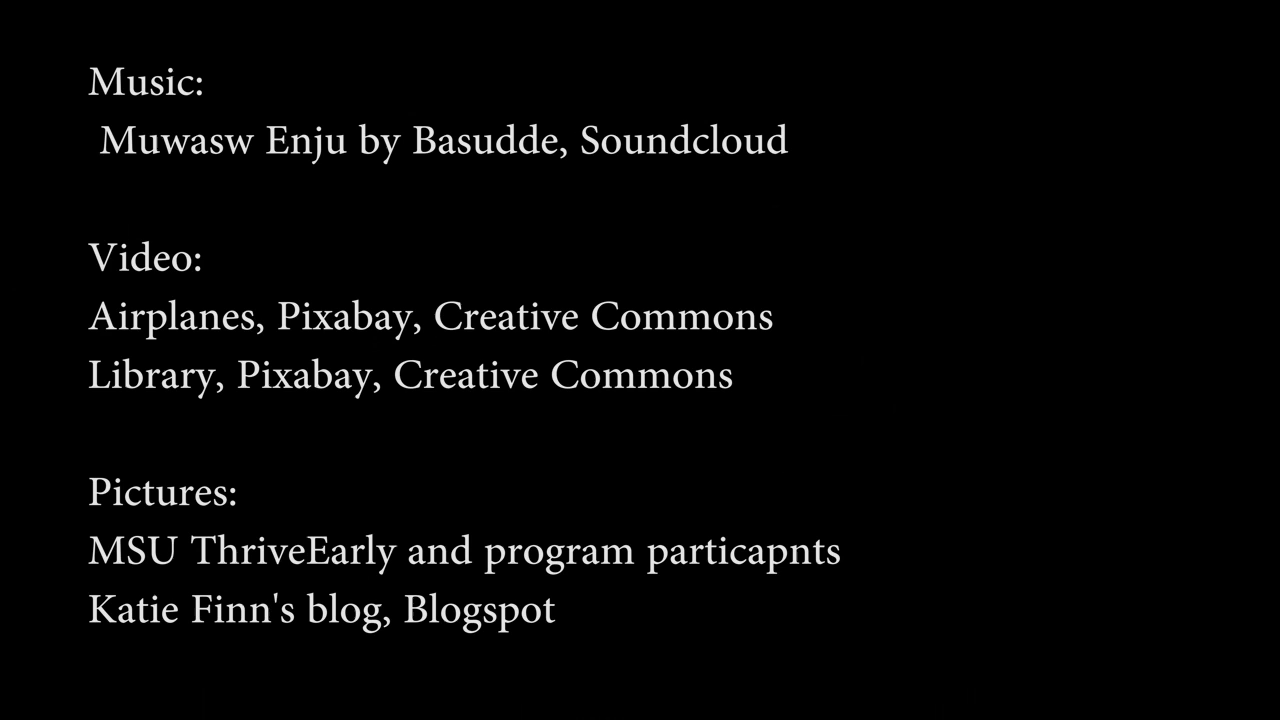 Music:
Muwasw Enju by Basudde, Soundcloud
Video:
Airplanes, Pixabay, Creative Commons
Library, Pixabay, Creative Commons
Pictures:
MSU ThriveEarly and program particapnts
Katie Finn's blog, Blogspot